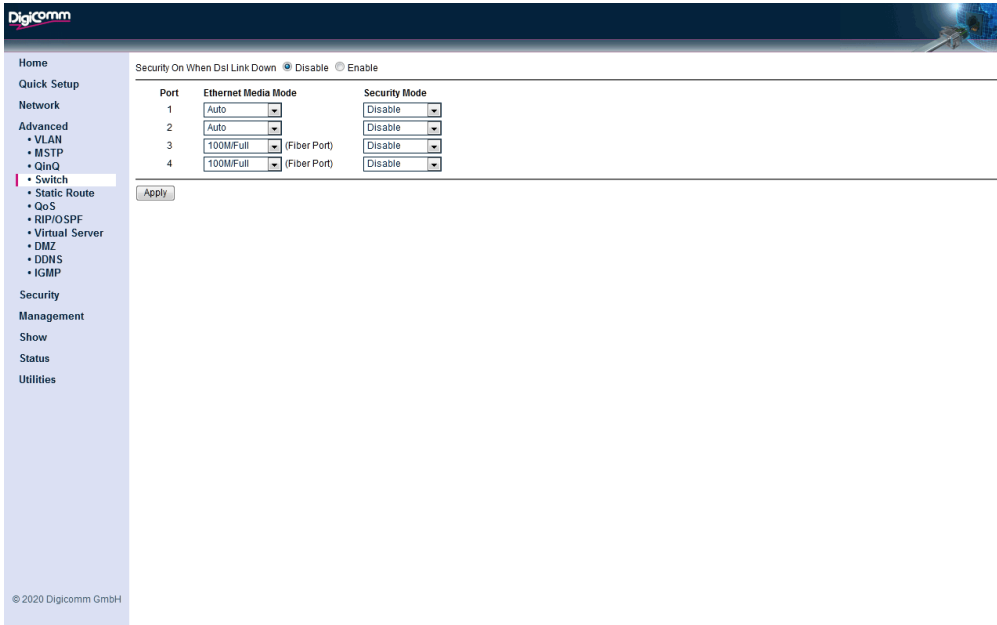 Digicomm
Home
Quick Setup
Network
Advanced
• VLAN
• MSTP
• QinQ
• Switch
• Static Route
• QoS
• RIP/OSPF
• Virtual Server
• DMZ
• DDNS
• IGMP
Security
Management
Show
Status
Utilities
© 2020 Digicomm GmbH
Security On When Dsl Link Down Disable Enable
Port Ethernet Media Mode Security Mode
1 Auto Disable
2 Auto Disable
3 100M/Full (Fiber Port) Disable
4 100M/Full (Fiber Port) Disable
Apply